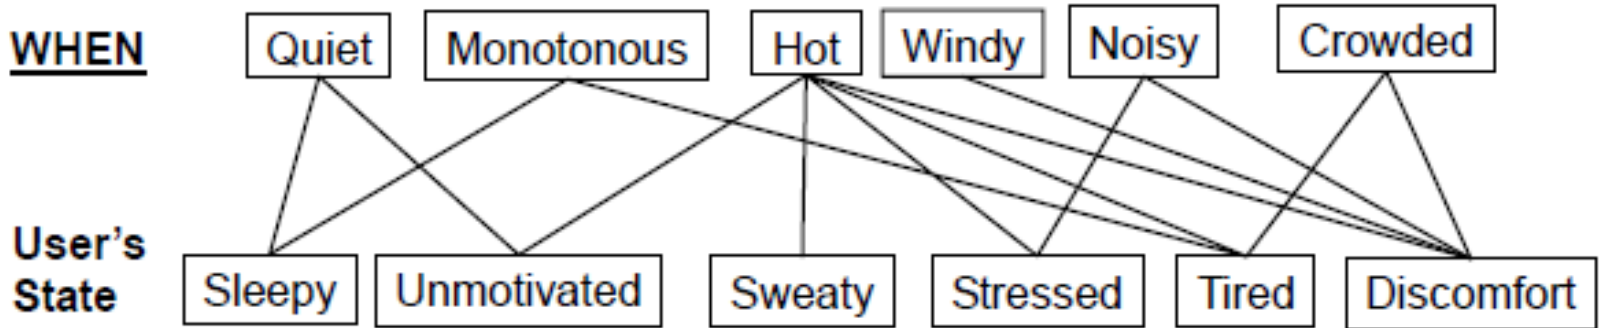 WHEN Quiet Monotonous Hot Windy Noisy Crowded
User's
State Sleepy Unmotivated Sweaty Stressed Tired Discomfort